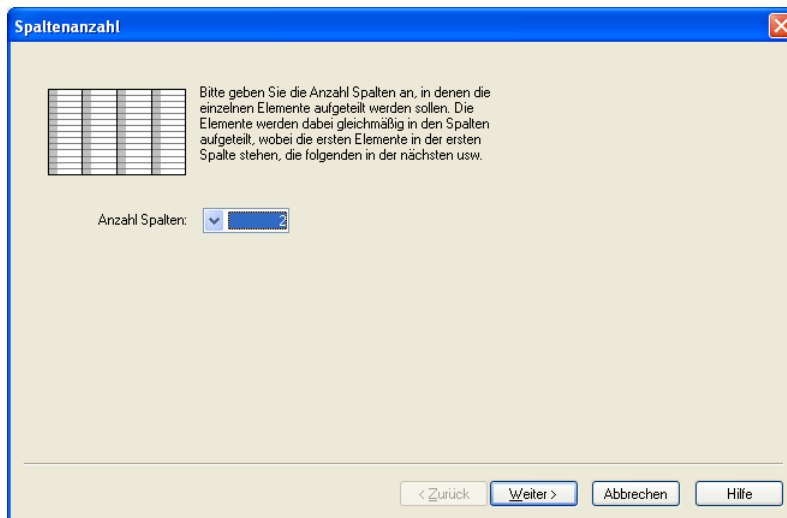 Spaltenanzahl
Bitte geben Sie die Anzahl Spalten an, in denen die
einzelnen Elemente aufgeteilt werden sollen. Die
Elemente werden dabei gleichmäßig in den Spalten
aufgeteilt, wobei die ersten Elemente in der ersten
Spalte stehen, die folgenden in der nächsten usw.
Anzahl Spalten: 2
< Zurück Weiter > Abbrechen Hilfe